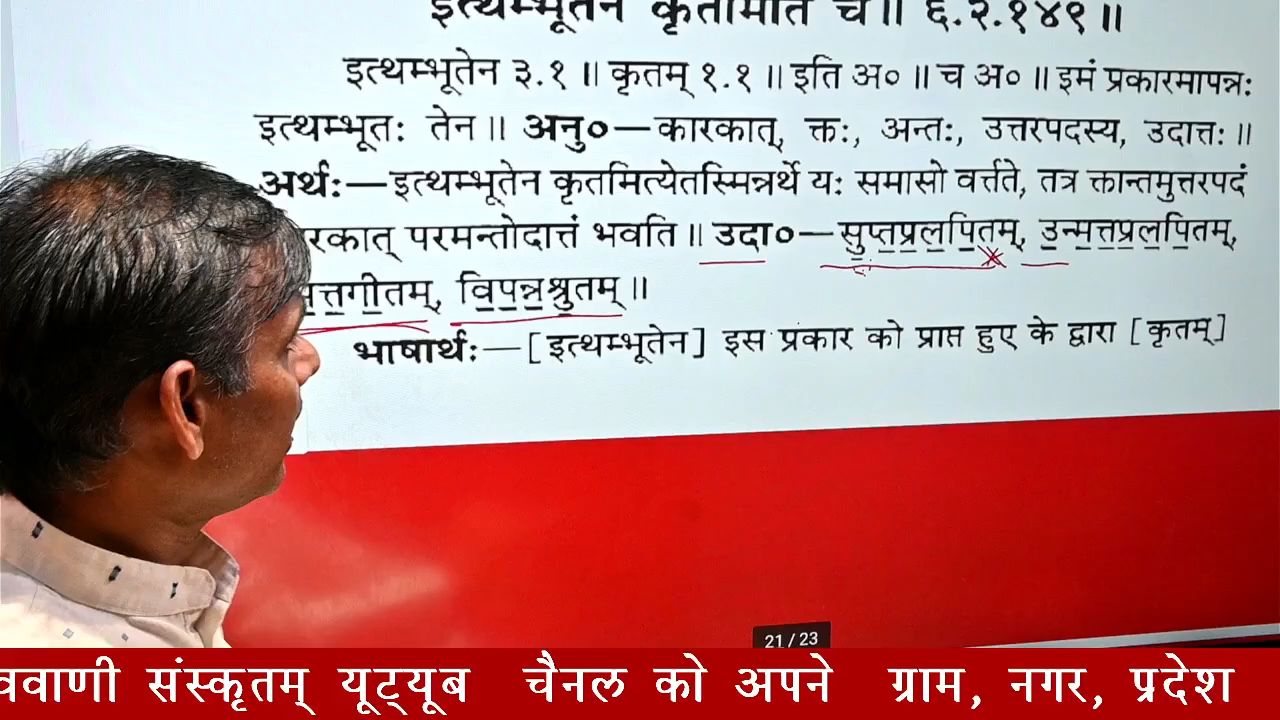 इत्थम्भूतेन कृतमिति च॥ ६.२.१४९॥
इत्थम्भूतेन ३.१॥ कृतम् १.१॥ इति अ०॥ च अ०॥ इमं प्रकारमापन्नः
इत्थम्भूतः तेन॥ अनु०—कारकात्, क्तः, अन्तः, उत्तरपदस्य, उदात्तः॥
अर्थः—इत्थम्भूतेन कृतमित्येतस्मिन्नर्थे यः समासो वर्त्तते, तत्र क्तान्तमुत्तरपदं
रकात् परमन्तोदात्तं भवति॥ उदा०—सुप्तप्रलपितम्, उन्मत्तप्रलपितम्,
मत्तगीतम्, विपन्नश्रुतम्॥
भाषार्थः—[इत्थम्भूतेन] इस प्रकार को प्राप्त हुए के द्वारा [कृतम्]
21 / 23
ववाणी संस्कृतम् यूट्यूब चैनल को अपने ग्राम, नगर, प्रदेश